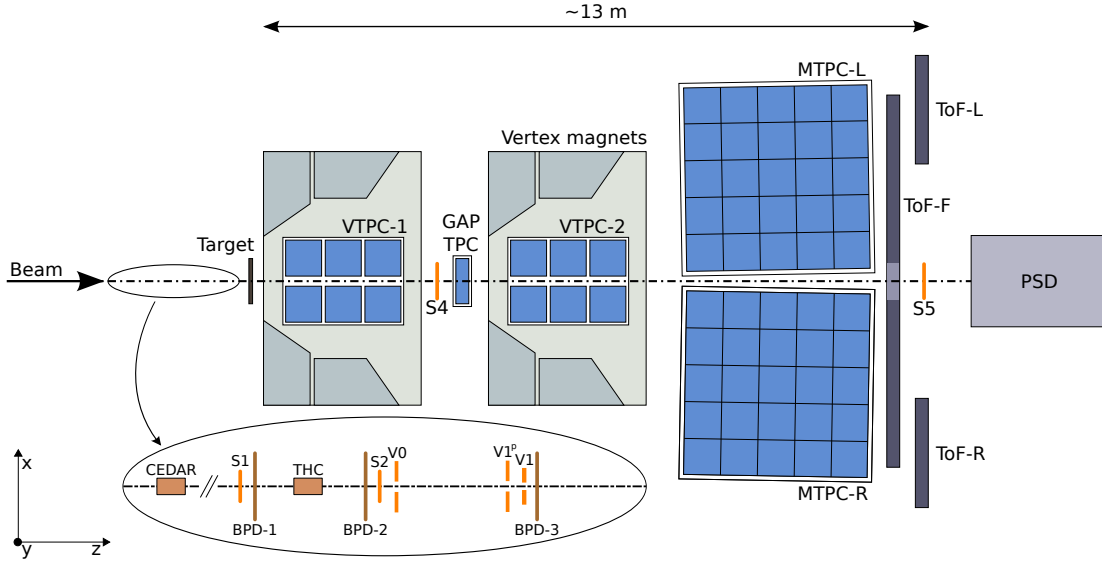 ~13 m
MTPC-L
ToF-L
Vertex magnets
ToF-F
VTPC-1
GAP
TPC
VTPC-2
Target
Beam
PSD
S4
S5
x
y
z
CEDAR
S1
BPD-1
THC
BPD-2
S2
V0
V1p
V1
BPD-3
ToF-R
MTPC-R